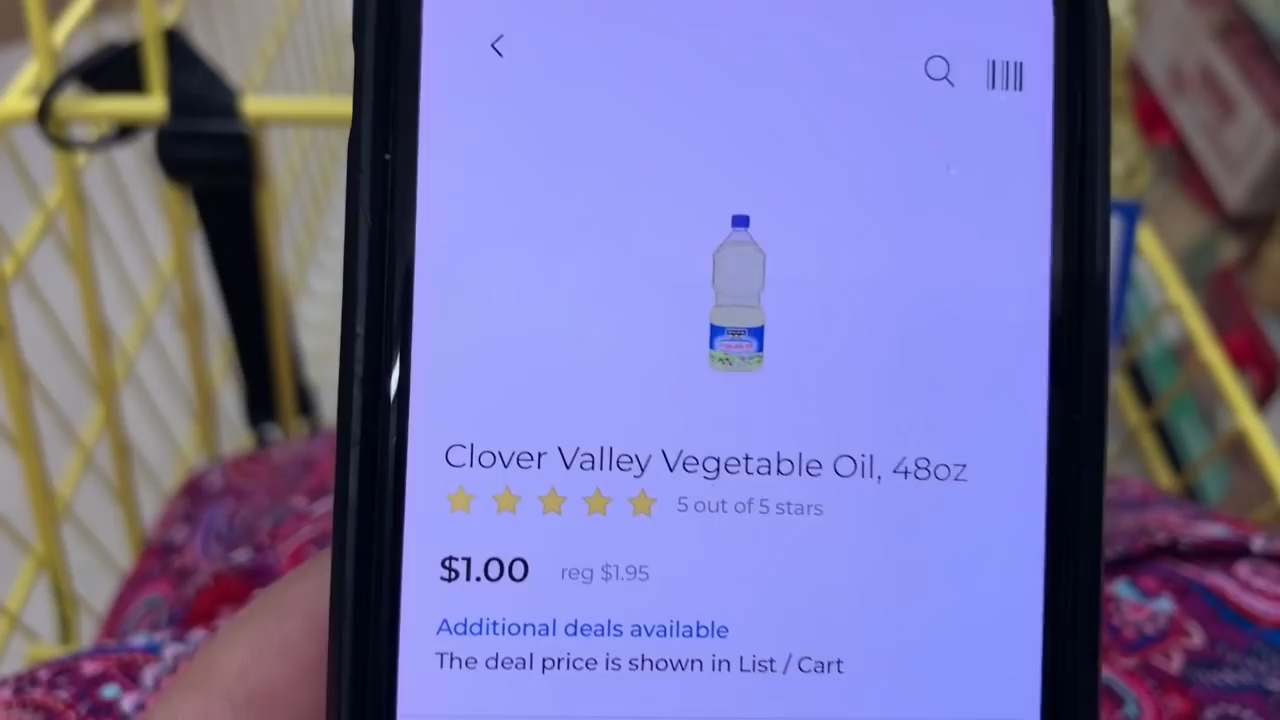 Clover Valley Vegetable Oil, 48oz
5 out of 5 stars
$1.00 reg $1.95
Additional deals available
The deal price is shown in List / Cart